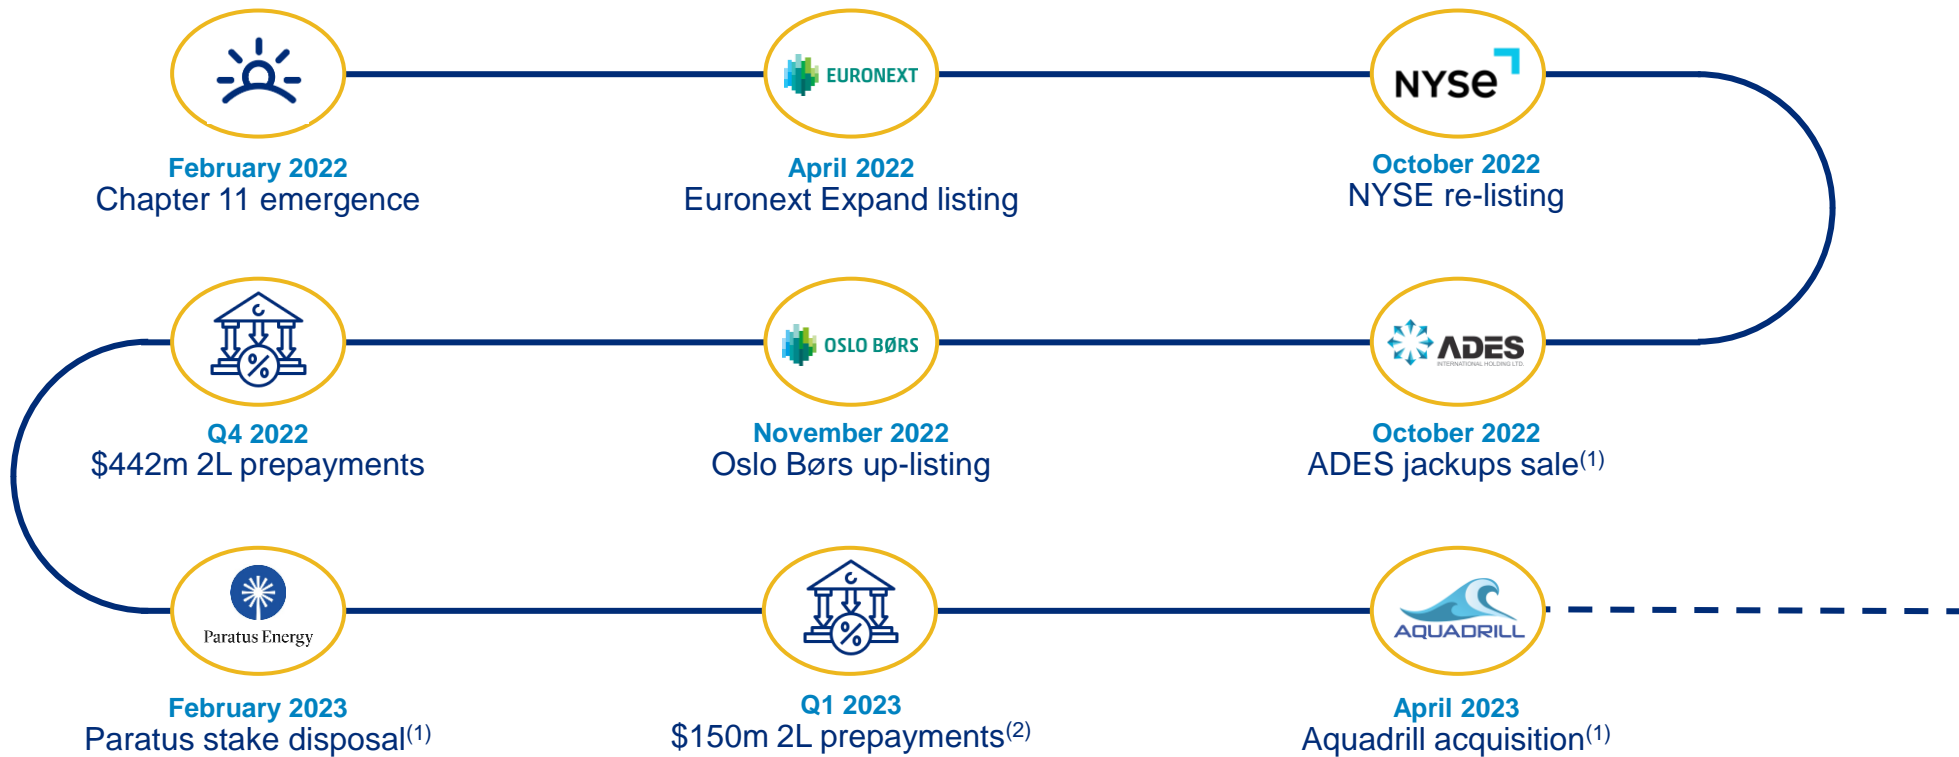 EURONEXT
NYSE
February 2022
Chapter 11 emergence
April 2022
Euronext Expand listing
October 2022
NYSE re-listing
%
OSLO BØRS
ADES
INTERNATIONAL HOLDING LTD.
Q4 2022
$442m 2L prepayments
November 2022
Oslo Børs up-listing
October 2022
ADES jackups sale(1)
Paratus Energy
%
AQUADRILL
February 2023
Paratus stake disposal(1)
Q1 2023
$150m 2L prepayments(2)
April 2023
Aquadrill acquisition(1)